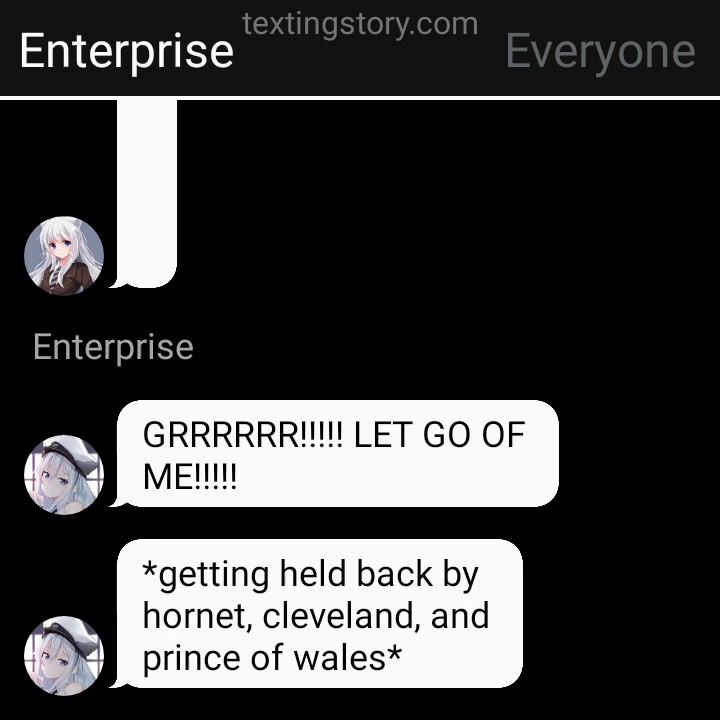 textingstory.com
Enterprise
Everyone
Enterprise
GRRRRRR!!!!! LET GO OF
ME!!!!!
*getting held back by
hornet, cleveland, and
prince of wales*